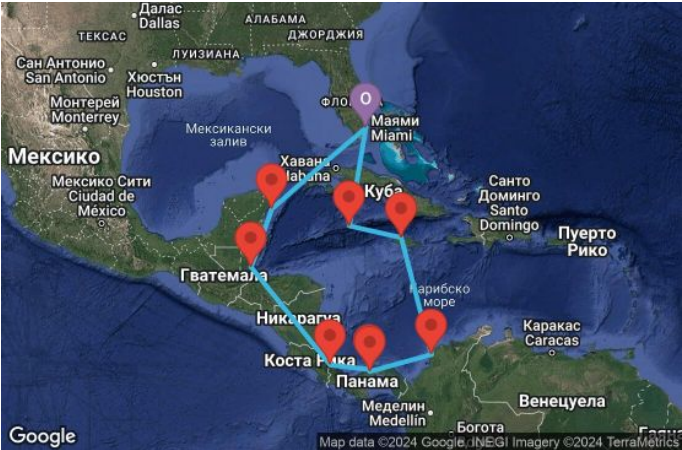 Далас
Dallas
АЛАБАМА
ТЕКСАС
ДЖОРДЖИЯ
ЛУИЗИАНА
Сан Антонио
San Antonio
Хюстън
Houston
ФЛО
O
Монтерей
Monterrey
Маями
Miami
Мексикански
залив
Мексико
Хавана
Habana
Мексико Сити
Ciudad de
México
Куба
Санто
Доминго
Santo
Domingo
Пуерто
Рико
Гватемала
Карибско
море
Никарагуа
Каракас
Caracas
Коста Рика
Панама
Венецуела
Меделин
Medellín
Богота
Google
Map data ©2024 Google, INEGI Imagery ©2024 TerraMetrics